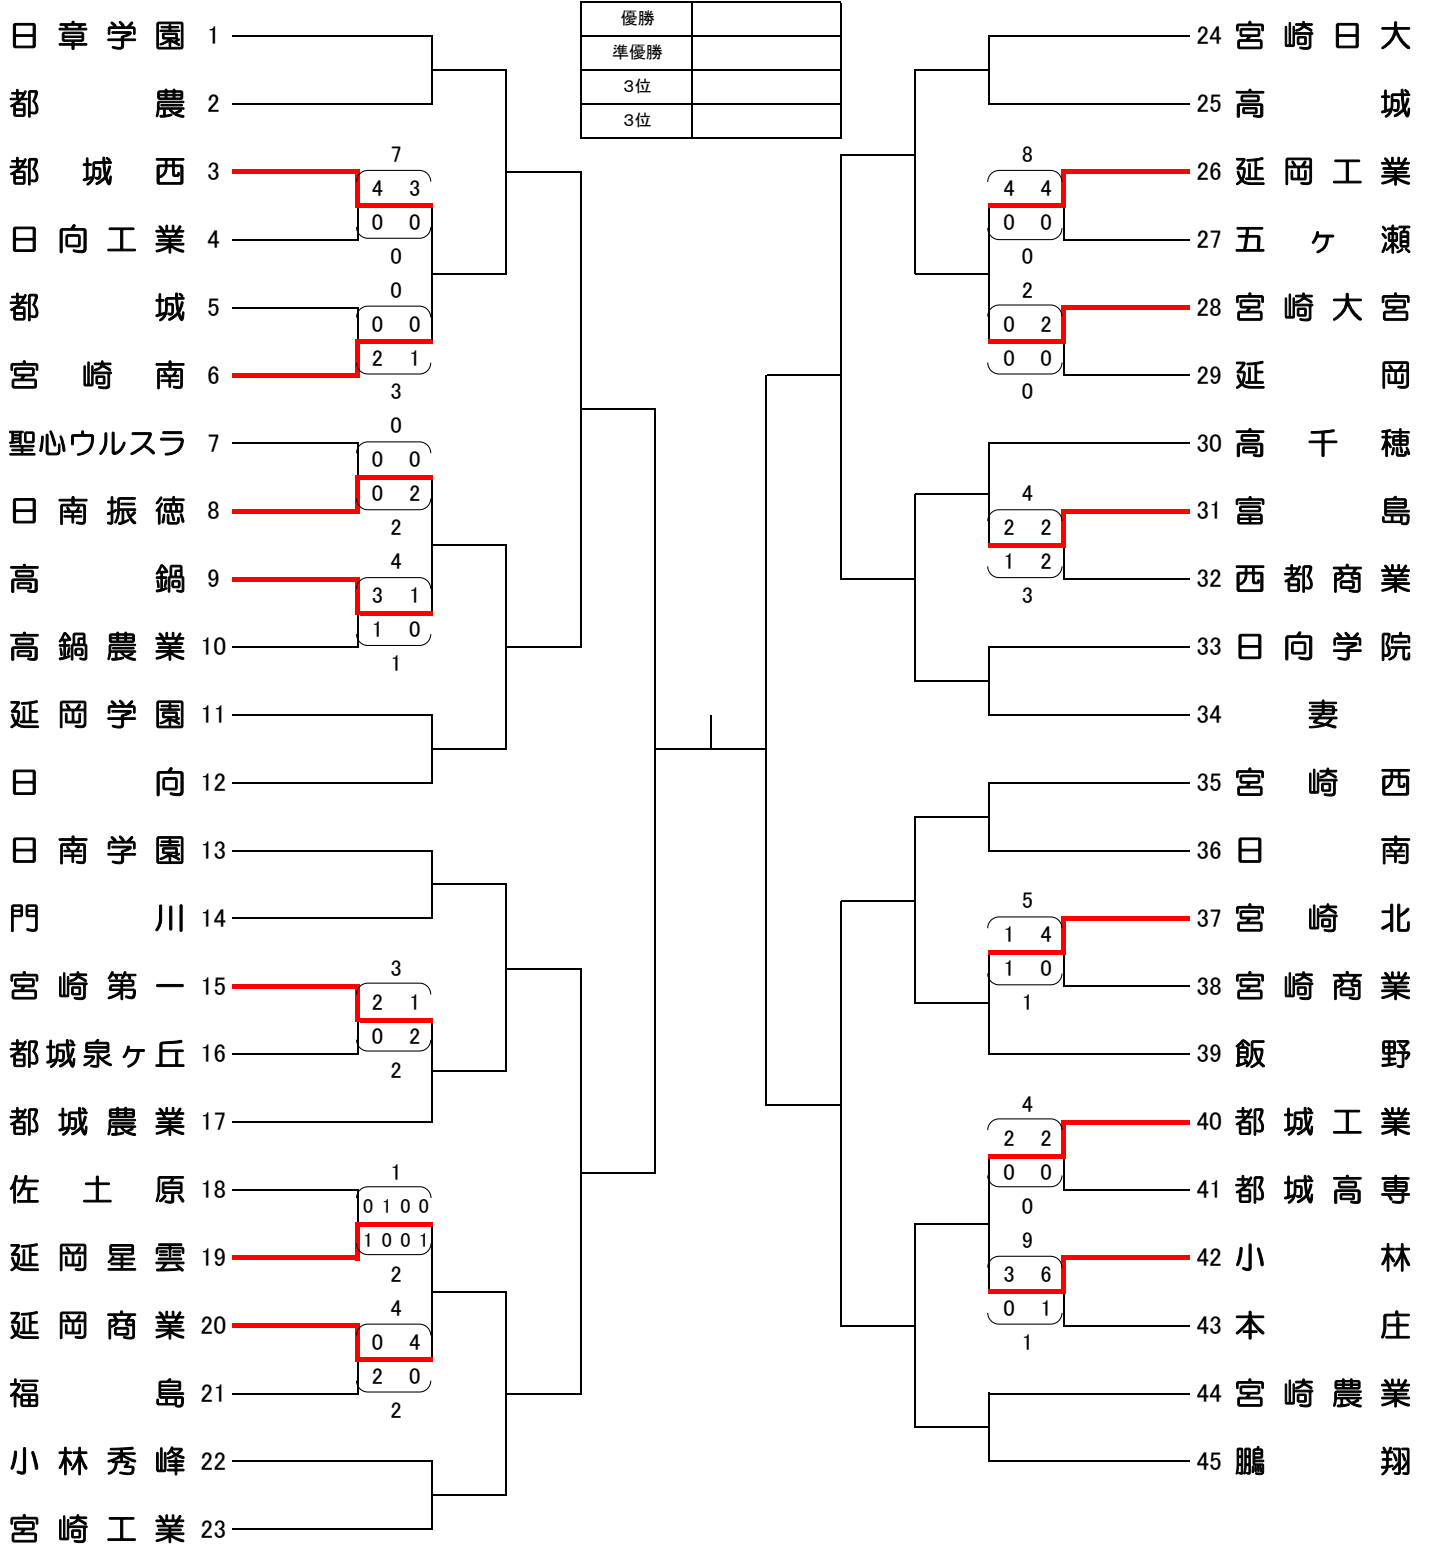 優勝
準優勝
3位
3位
日章学園 1
都農 2
都城西 3
7
4 3
0 0
0
日向工業 4
都城 5
0
0 0
2 1
3
宮崎南 6
聖心ウルスラ 7
0
0 0
0 2
2
日南振徳 8
高鍋 9
4
3 1
1 0
1
高鍋農業 10
延岡学園 11
日向 12
日南学園 13
門川 14
宮崎第一 15
3
2 1
0 2
2
都城泉ヶ丘 16
都城農業 17
佐土原 18
1
0 1 0 0
1 0 0 1
2
延岡星雲 19
延岡商業 20
4
0 4
2 0
2
福島 21
小林秀峰 22
宮崎工業 23
24 宮崎日大
25 高城
26 延岡工業
8
4 4
0 0
0
27 五ヶ瀬
28 宮崎大宮
2
0 2
0 0
0
29 延岡
30 高千穂
31 富島
4
2 2
1 2
3
32 西都商業
33 日向学院
34 妻
35 宮崎西
36 日南
37 宮崎北
5
1 4
1 0
1
38 宮崎商業
39 飯野
40 都城工業
4
2 2
0 0
0
41 都城高専
42 小林
9
3 6
0 1
1
43 本庄
44 宮崎農業
45 鵬翔